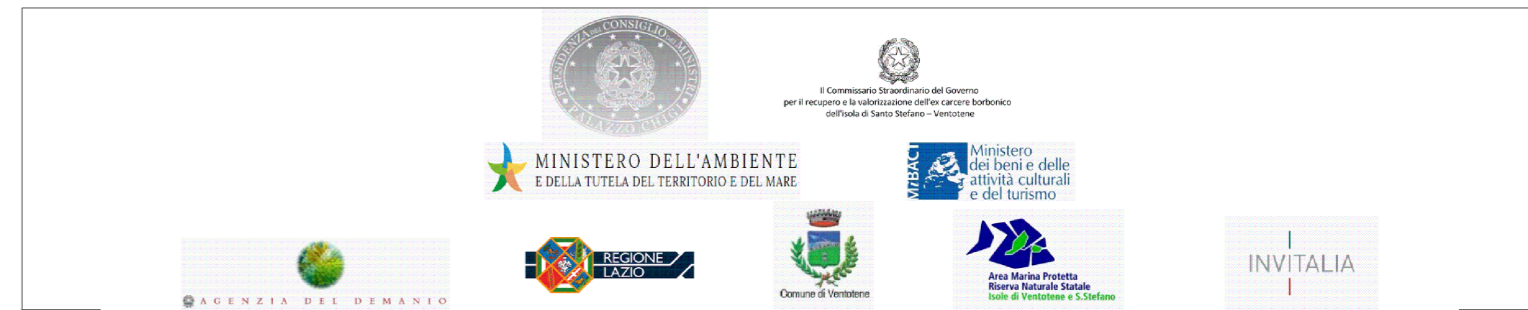 PRESIDENZA DEL CONSIGLIO DEI MINISTRI
PALAZZO CHIGI
Il Commissario Straordinario del Governo
per il recupero e la valorizzazione dell'ex carcere borbonico
dell'isola di Santo Stefano – Ventotene
MINISTERO DELL'AMBIENTE
E DELLA TUTELA DEL TERRITORIO E DEL MARE
MiBACT
Ministero
dei beni e delle
attività culturali
e del turismo
AGENZIA DEL DEMANIO
REGIONE
LAZIO
Comune di Ventotene
Area Marina Protetta
Riserva Naturale Statale
Isole di Ventotene e S.Stefano
INVITALIA